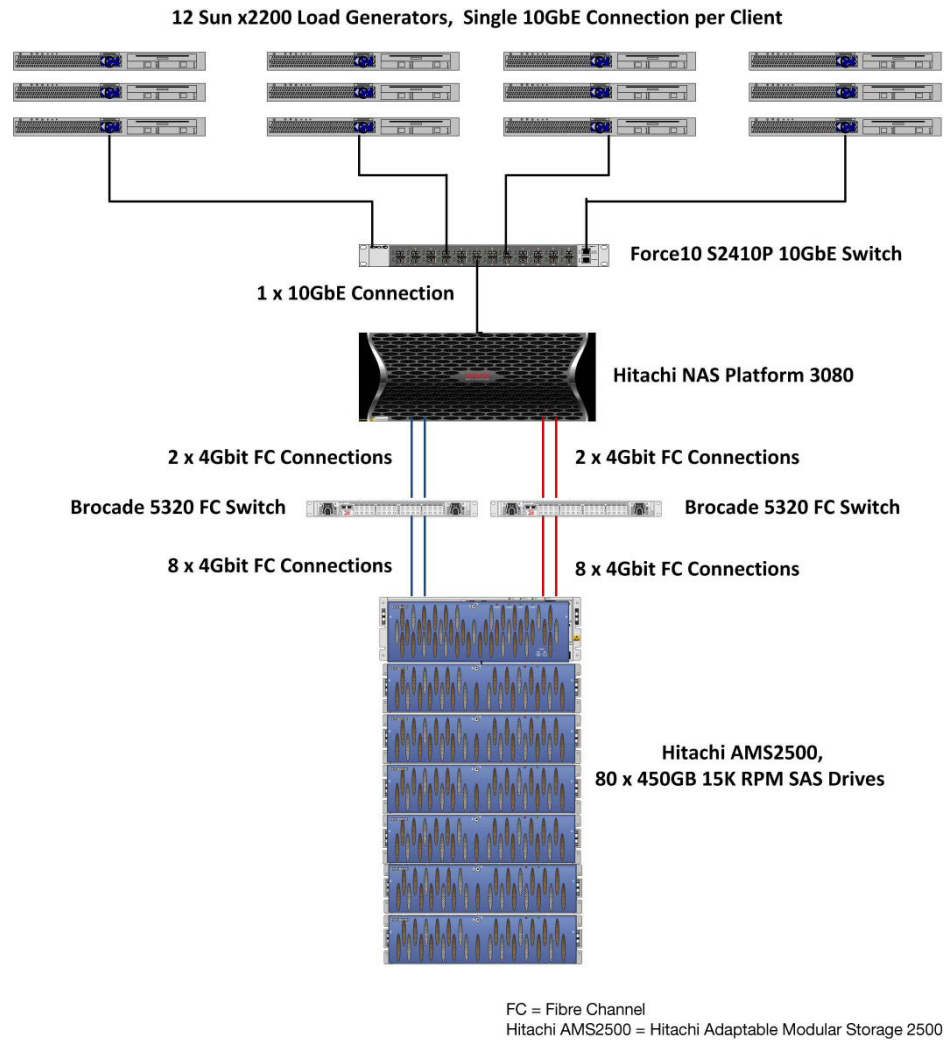 12 Sun x2200 Load Generators, Single 10GbE Connection per Client
Force10 S2410P 10GbE Switch
1 x 10GbE Connection
Hitachi NAS Platform 3080
2 x 4Gbit FC Connections
2 x 4Gbit FC Connections
Brocade 5320 FC Switch
Brocade 5320 FC Switch
8 x 4Gbit FC Connections
8 x 4Gbit FC Connections
Hitachi AMS2500,
80 x 450GB 15K RPM SAS Drives
FC = Fibre Channel
Hitachi AMS2500 = Hitachi Adaptable Modular Storage 2500